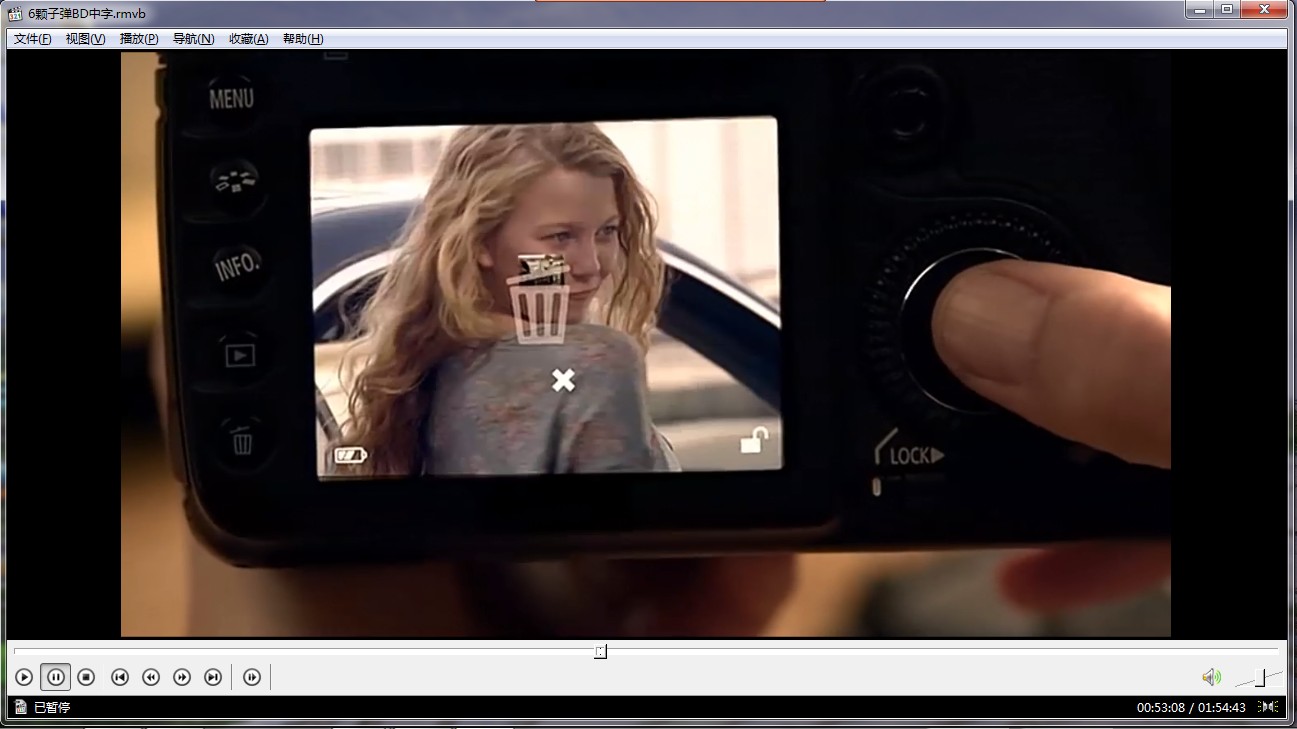 6颗子弹BD中字.rmvb
文件(F) 视图(V) 播放(P) 导航(N) 收藏(A) 帮助(H)
MENU
INFO.
LOCK
已暂停
00:53:08 / 01:54:43